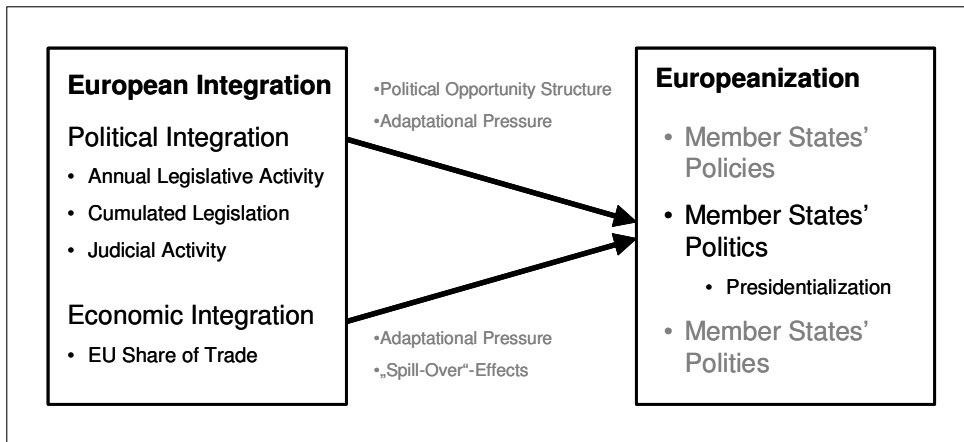 European Integration
Political Integration
• Annual Legislative Activity
• Cumulated Legislation
• Judicial Activity
Economic Integration
• EU Share of Trade
•Political Opportunity Structure
•Adaptational Pressure
•Adaptational Pressure
•„Spill-Over“-Effects
Europeanization
• Member States’
Policies
• Member States’
Politics
• Presidentialization
• Member States’
Polities